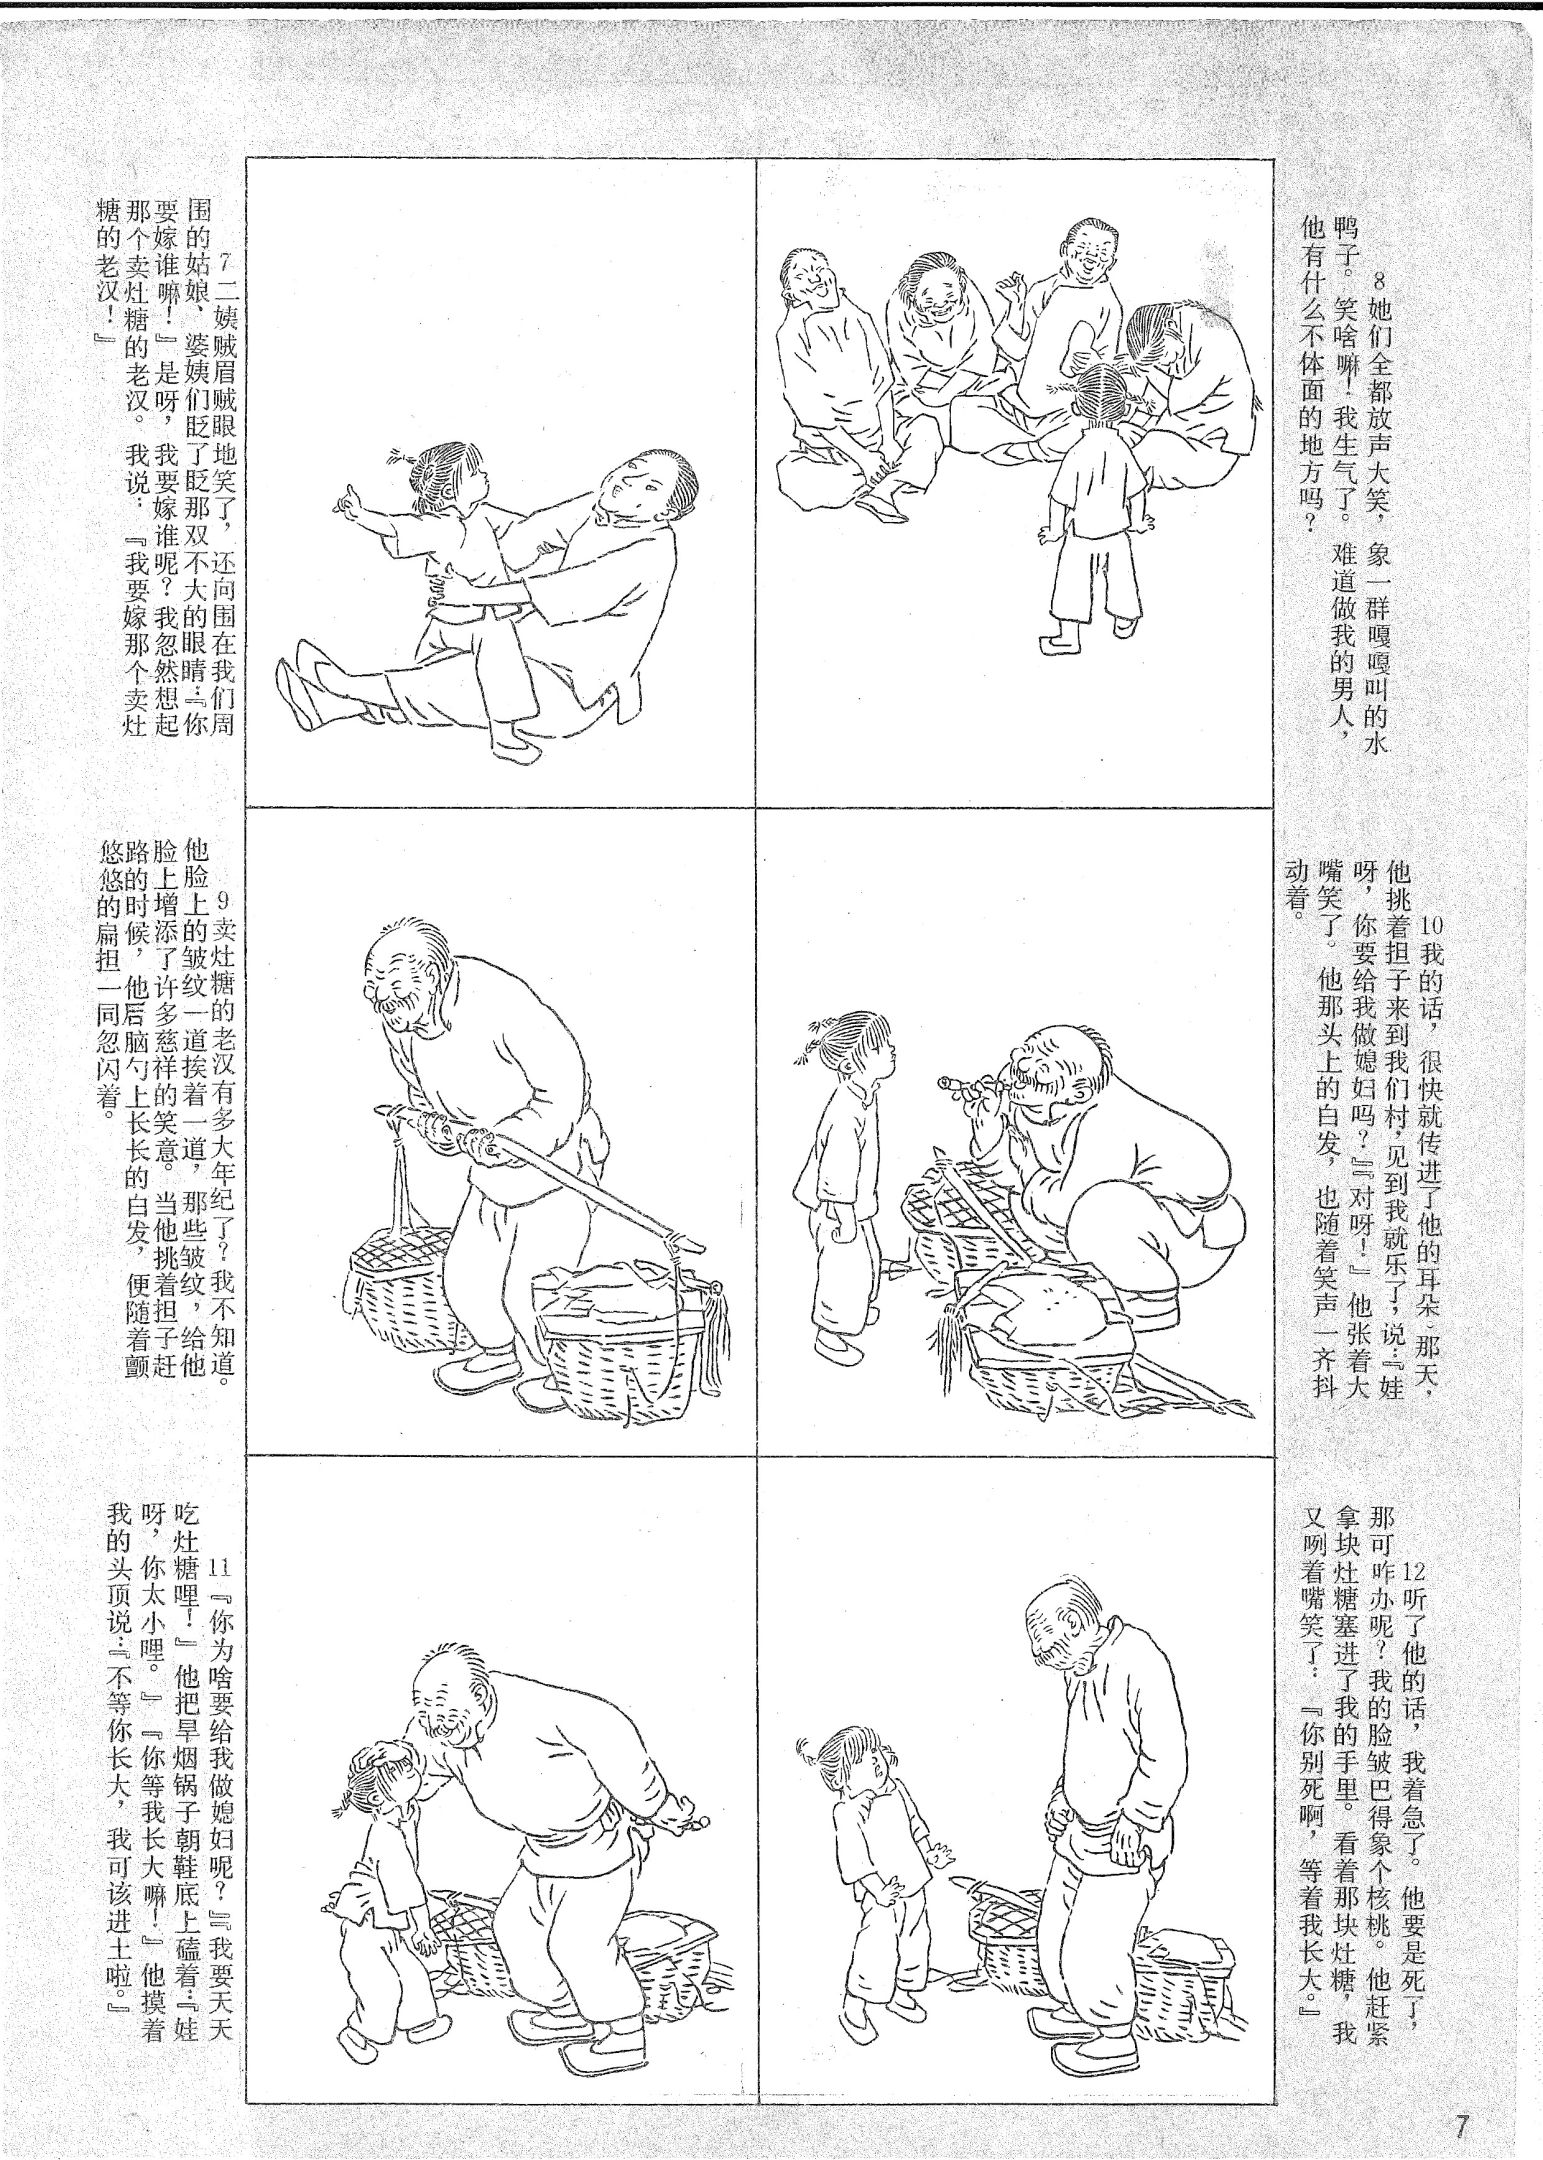 7二姨贼眉贼眼地笑了，还向围在我们周
围的姑娘、婆姨们眨了眨那双不大的眼睛：『你
要嫁谁嘛！』是呀，我要嫁谁呢？我忽然想起
那个卖灶糖的老汉。我说：『我要嫁那个卖灶
糖的老汉！』
8她们全都放声大笑，象一群嘎嘎叫的水
鸭子。笑啥嘛！我生气了。难道做我的男人，
他有什么不体面的地方吗？
9卖灶糖的老汉有多大年纪了？我不知道。
他脸上的皱纹一道挨着一道，那些皱纹，给他
脸上增添了许多慈祥的笑意。当他挑着担子赶
路的时候，他后脑勺上长长的白发，便随着颤
悠悠的扁担一同忽闪着。
10我的话，很快就传进了他的耳朵。那天，
他挑着担子来到我们村，见到我就乐了，说：『娃
呀，你要给我做媳妇吗？』『对呀！』他张着大
嘴笑了。他那头上的白发，也随着笑声一齐抖
动着。
11『你为啥要给我做媳妇呢？』『我要天天
吃灶糖哩！』他把旱烟锅子朝鞋底上磕着：『娃
呀，你太小哩。』『你等我长大嘛！』他摸着
我的头顶说：『不等你长大，我可该进土啦。』
12听了他的话，我着急了。他要是死了，
那可咋办呢？我的脸皱巴得象个核桃。他赶紧
拿块灶糖塞进了我的手里。看着那块灶糖，我
又咧着嘴笑了：『你别死啊，等着我长大。』
7